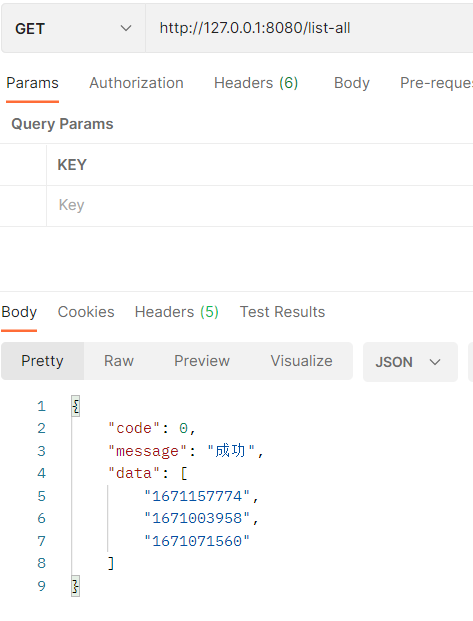 GET http://127.0.0.1:8080/list-all
Params Authorization Headers (6) Body Pre-reque
Query Params
KEY
Key
Body Cookies Headers (5) Test Results
Pretty Raw Preview Visualize JSON
1 {
2 "code": 0,
3 "message": "成功",
4 "data": [
5 "1671157774",
6 "1671003958",
7 "1671071560"
8 ]
9 }